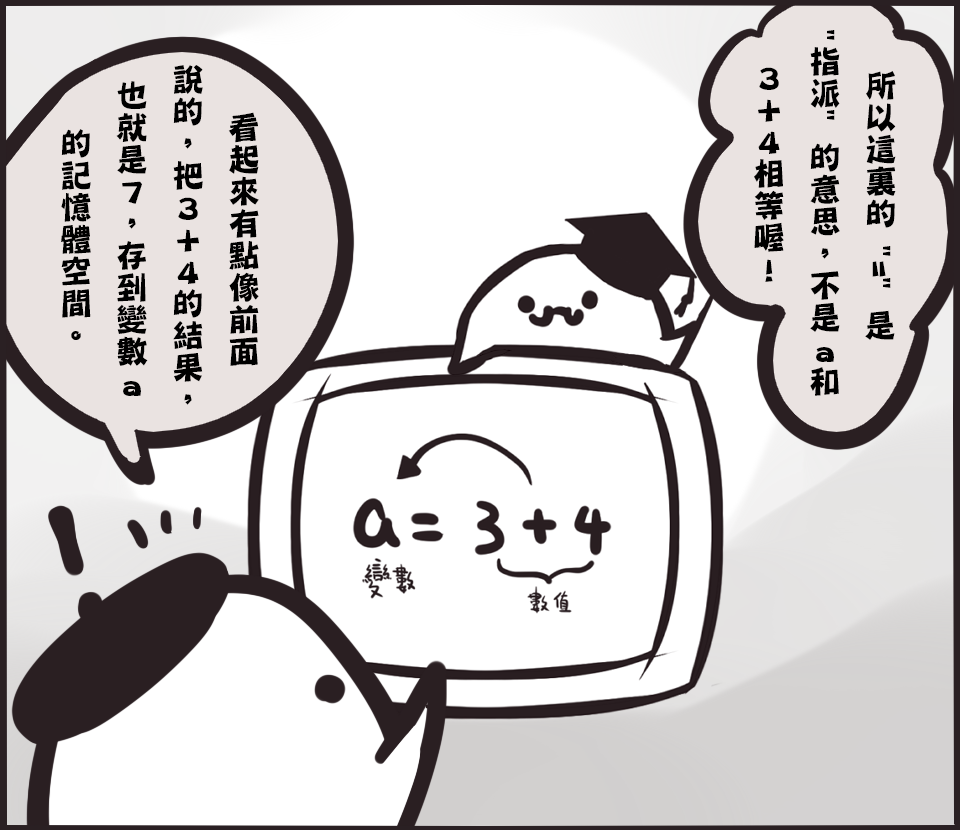 所以這裏的"="是
"指派"的意思，不是a和
3+4相等喔！
看起來有點像前面
說的，把3+4的結果，
也就是7，存到變數a
的記憶體空間。
a = 3+4
變數
數值